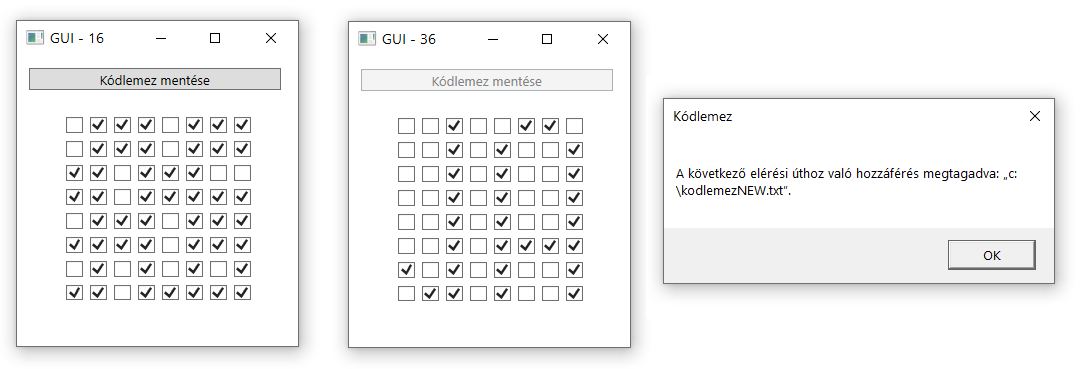 GUI - 16
Kódlemez mentése
GUI - 36
Kódlemez mentése
Kódlemez
A következő elérési úthoz való hozzáférés megtagadva: „c:
\kodlemezNEW.txt”.
OK